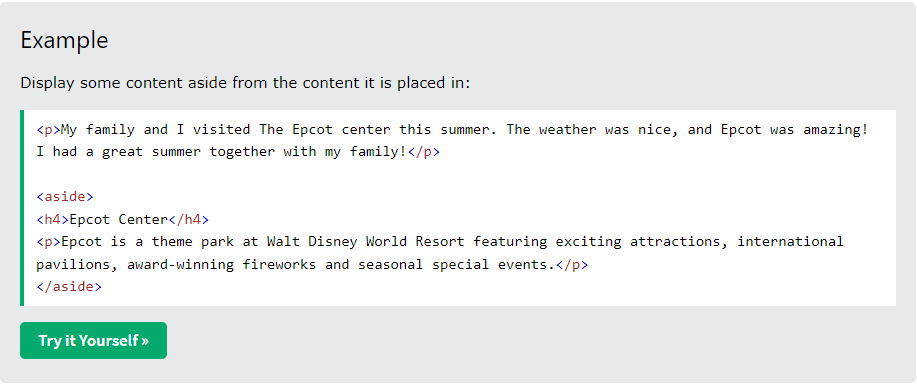 Example
Display some content aside from the content it is placed in:
<p>My family and I visited The Epcot center this summer. The weather was nice, and Epcot was amazing!
I had a great summer together with my family!</p>
<aside>
<h4>Epcot Center</h4>
<p>Epcot is a theme park at Walt Disney World Resort featuring exciting attractions, international
pavilions, award-winning fireworks and seasonal special events.</p>
</aside>
Try it Yourself »